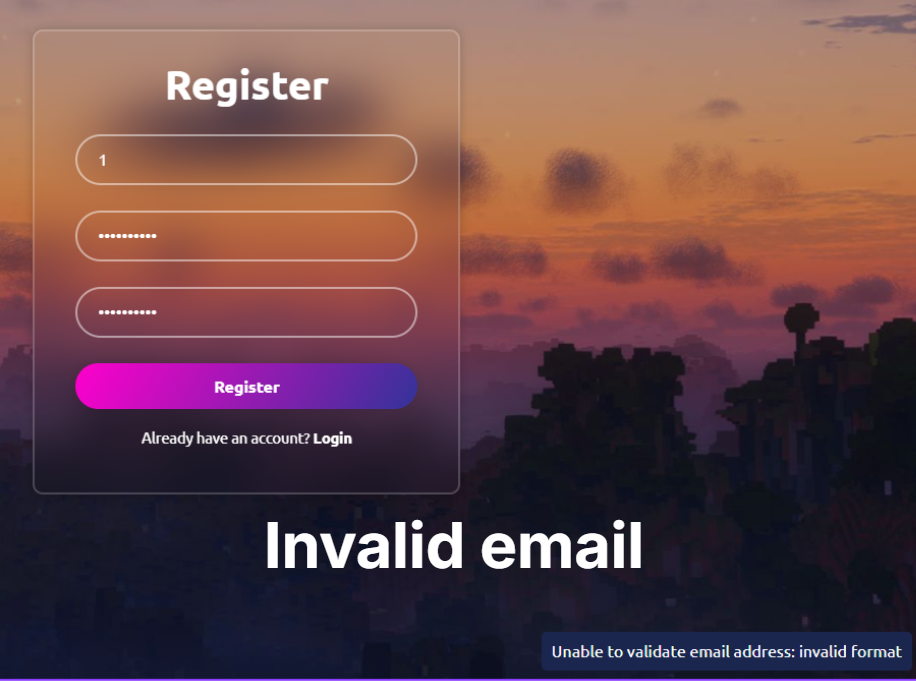 Register
1
••••••••••
••••••••••
Register
Already have an account? Login
Invalid email
Unable to validate email address: invalid format